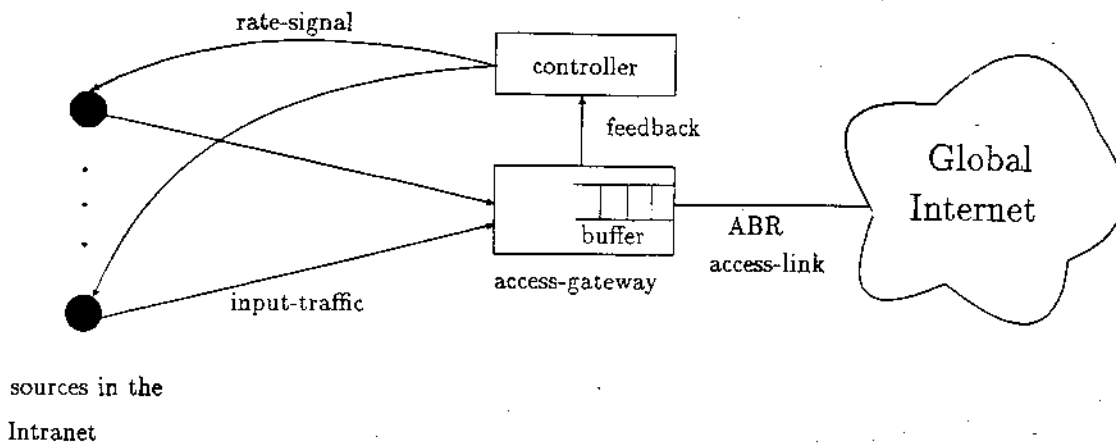 rate-signal
controller
feedback
Global
Internet
buffer
ABR
access-link
access-gateway
input-traffic
sources in the
Intranet